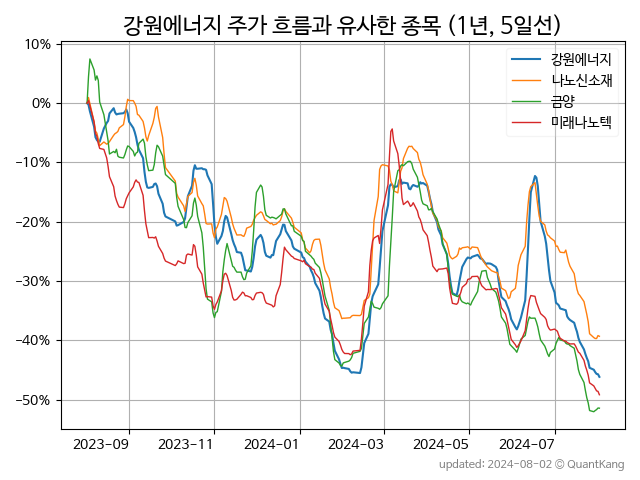 강원에너지 주가 흐름과 유사한 종목 (1년, 5일선)
강원에너지
나노신소재
금양
미래나노텍
10%
0%
−10%
−20%
−30%
−40%
−50%
2023-09 2023-11 2024-01 2024-03 2024-05 2024-07
updated: 2024-08-02 © QuantKang